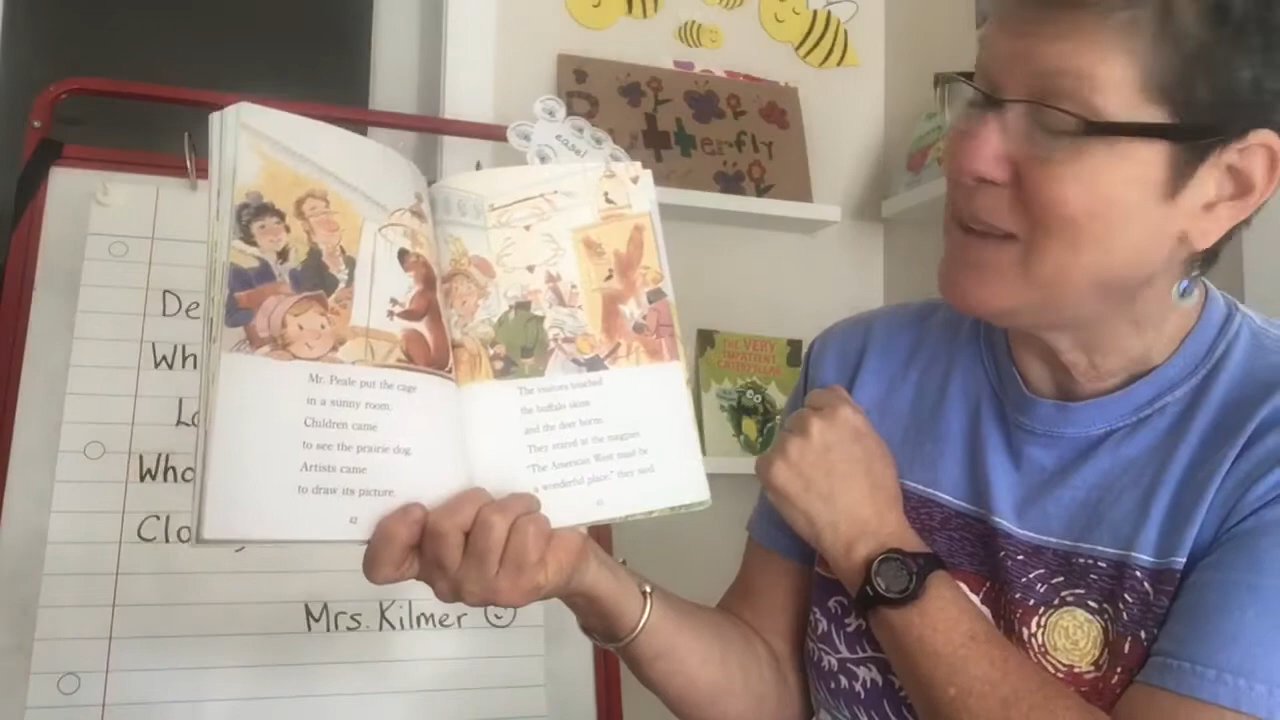 easel
Butterfly
De
Wh
Lo
Who
Clo
Mrs. Kilmer
Mr. Peale put the cage
in a sunny room.
Children came
to see the prairie dog.
Artists came
to draw its picture.
42
The visitors touched
the buffalo skins
and the deer horns.
They stared at the magpies.
"The American West must be
a wonderful place," they said.
43
THE VERY
IMPATIENT
CATERPILLAR